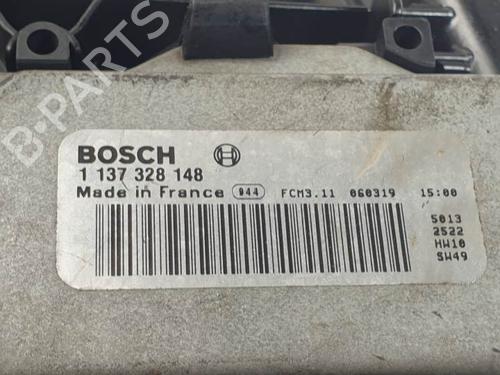 B-PARTS
BOSCH
1 137 328 148
Made in France 944 FCM3.11 060319 15:00
5013
2522
HW10
SW49